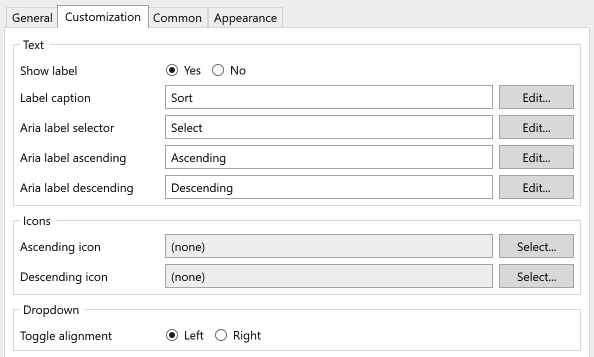 General Customization Common Appearance
Text
Show label Yes No
Label caption Sort Edit...
Aria label selector Select Edit...
Aria label ascending Ascending Edit...
Aria label descending Descending Edit...
Icons
Ascending icon (none) Select...
Descending icon (none) Select...
Dropdown
Toggle alignment Left Right